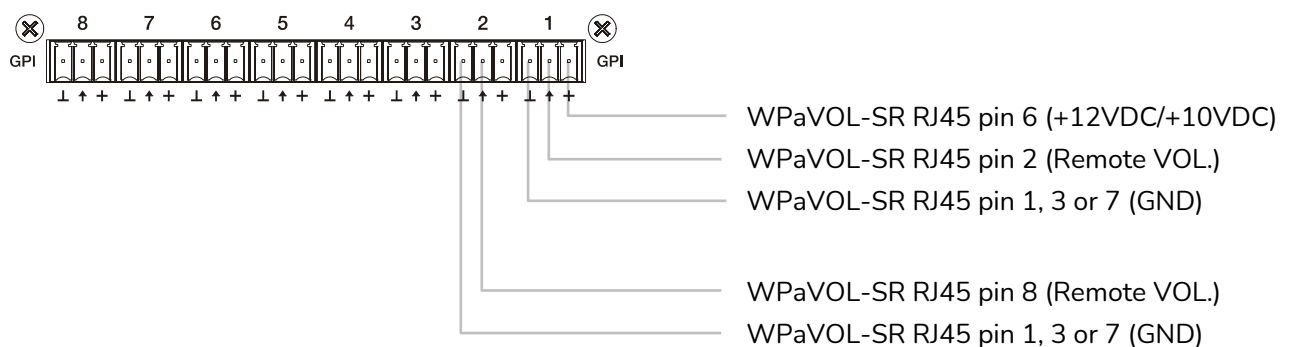 8 7 6 5 4 3 2 1
GPI GPI
⊥ ↑ + ⊥ ↑ + ⊥ ↑ + ⊥ ↑ + ⊥ ↑ + ⊥ ↑ + ⊥ ↑ + ⊥ ↑ +
WPaVOL-SR RJ45 pin 6 (+12VDC/+10VDC)
WPaVOL-SR RJ45 pin 2 (Remote VOL.)
WPaVOL-SR RJ45 pin 1, 3 or 7 (GND)
WPaVOL-SR RJ45 pin 8 (Remote VOL.)
WPaVOL-SR RJ45 pin 1, 3 or 7 (GND)